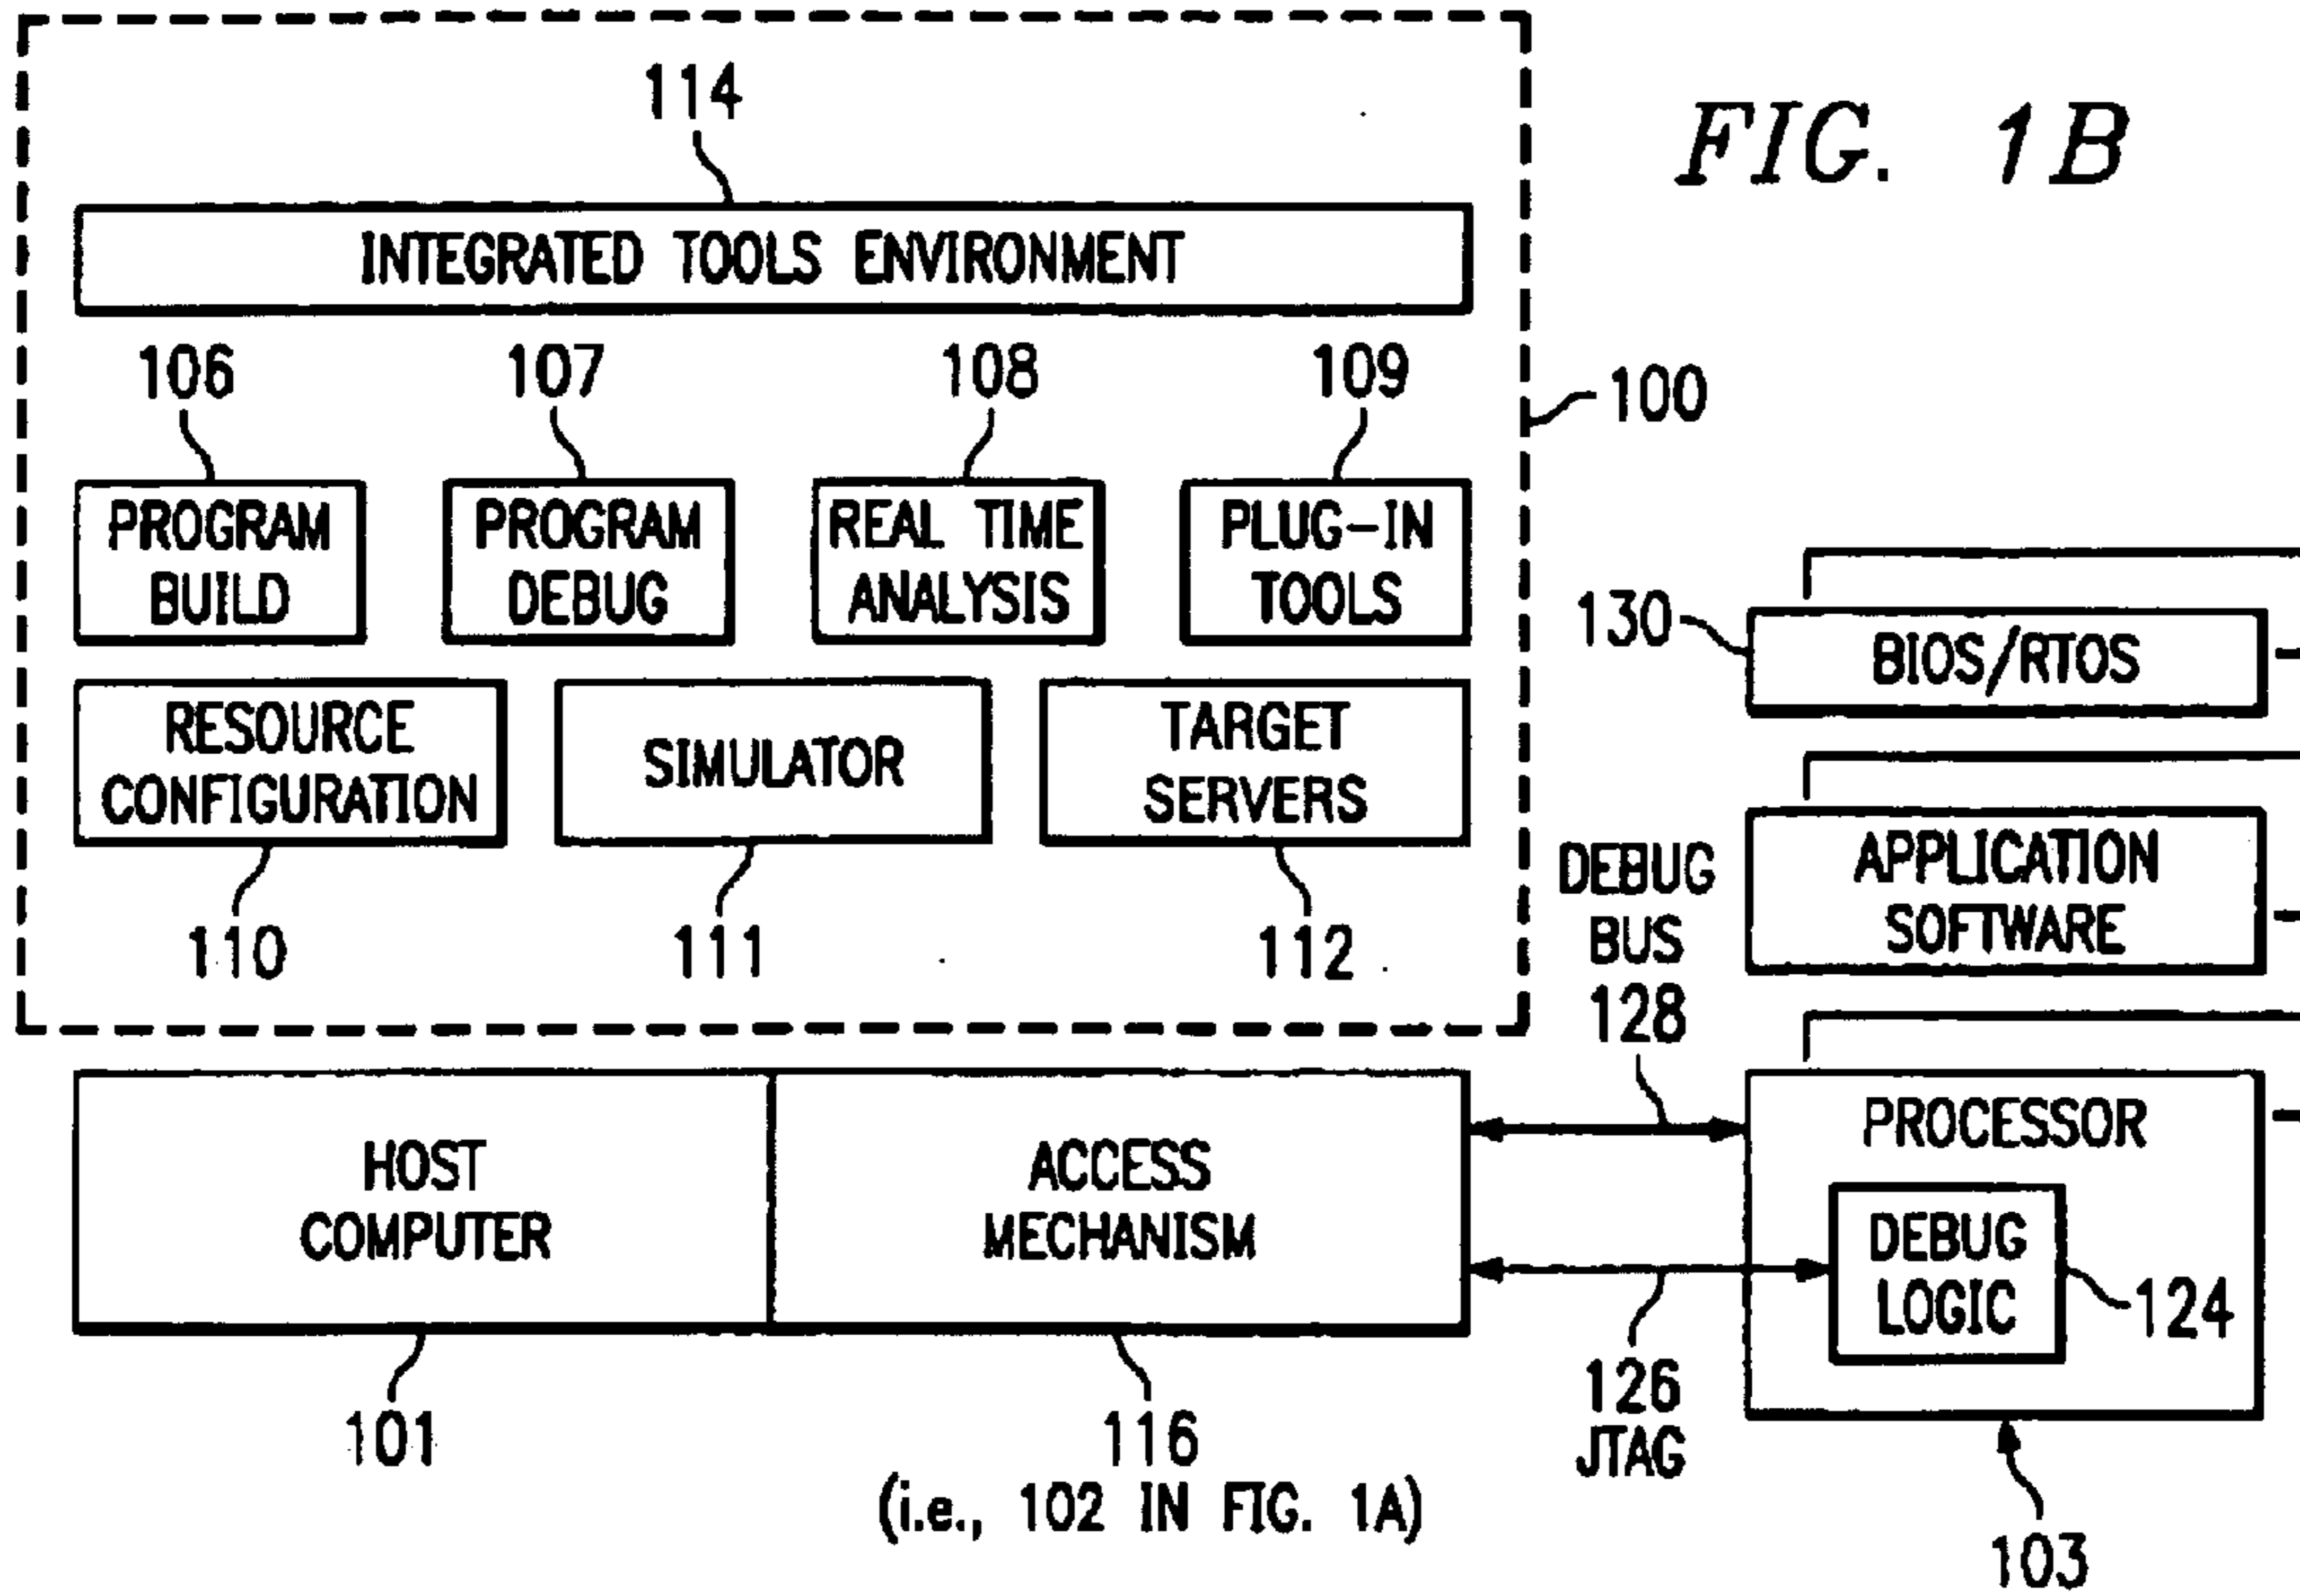 FIG. 1B
114
INTEGRATED TOOLS ENVIRONMENT
106
107
108
109
100
PROGRAM
BUILD
PROGRAM
DEBUG
REAL TIME
ANALYSIS
PLUG-IN
TOOLS
RESOURCE
CONFIGURATION
SIMULATOR
TARGET
SERVERS
110
111
112
130
BIOS/RTOS
APPLICATION
SOFTWARE
DEBUG
BUS
128
HOST
COMPUTER
ACCESS
MECHANISM
PROCESSOR
DEBUG
LOGIC
124
101
116
(i.e., 102 IN FIG. 1A)
126
JTAG
103